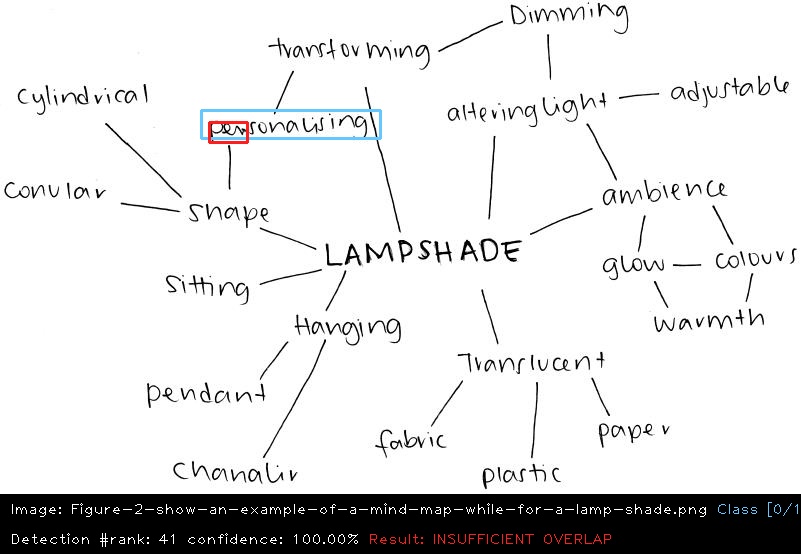 Dimming
transforming
Cylindrical
adjustable
altering light
personalising
conular
ambience
shape
LAMPSHADE
glow
colours
sitting
warmth
Hanging
Translucent
pendant
fabric
paper
chanalir
plastic
Image: Figure-2-show-an-example-of-a-mind-map-while-for-a-lamp-shade.png Class [0/1
Detection #rank: 41 confidence: 100.00% Result: INSUFFICIENT OVERLAP